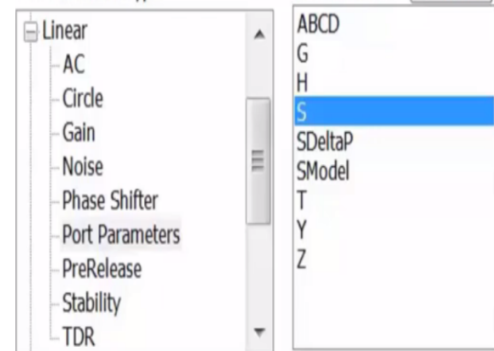 Linear
AC
Circle
Gain
Noise
Phase Shifter
Port Parameters
PreRelease
Stability
TDR
ABCD
G
H
S
SDeltaP
SModel
T
Y
Z